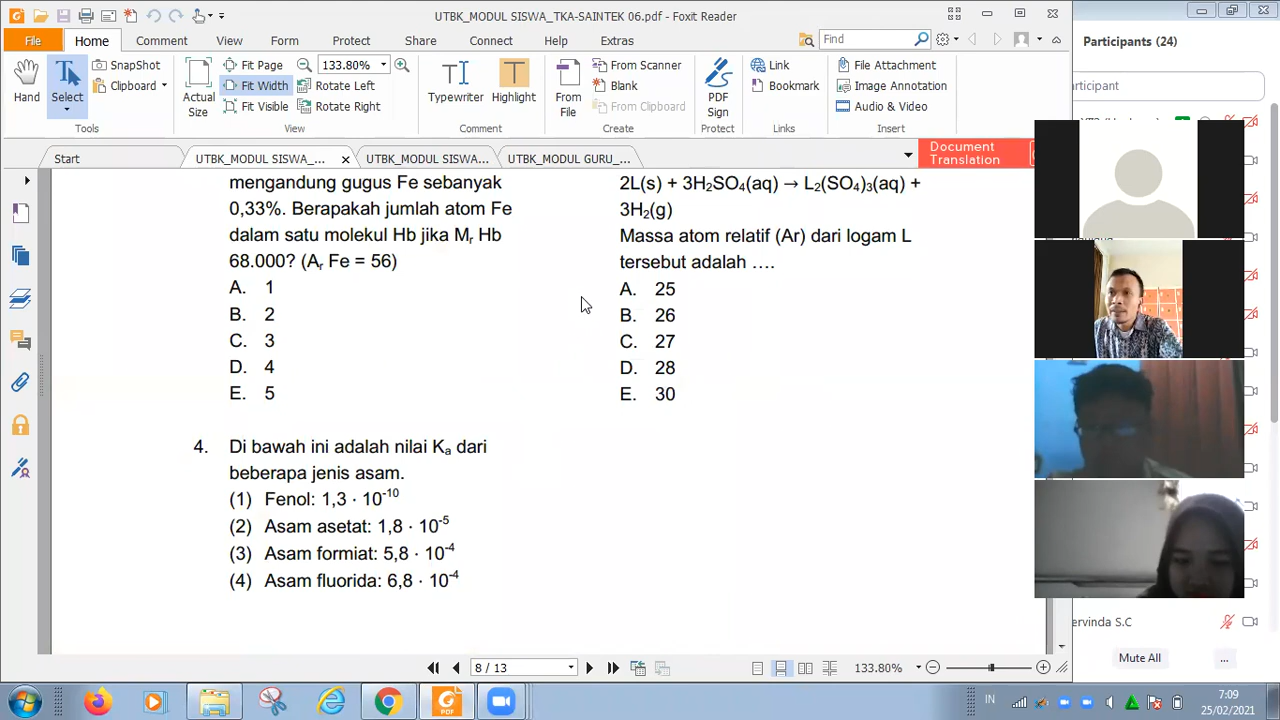 UTBK_MODUL SISWA_TKA-SAINTEK 06.pdf - Foxit Reader
File
Home
Comment
View
Form
Protect
Share
Connect
Help
Extras
Find
Hand
Select
SnapShot
Clipboard
Tools
Actual Size
Fit Page
Fit Width
Fit Visible
133.80%
Rotate Left
Rotate Right
View
Typewriter
Highlight
Comment
From File
From Scanner
Blank
From Clipboard
Create
PDF Sign
Protect
Link
Bookmark
Links
File Attachment
Image Annotation
Audio & Video
Insert
Start
UTBK_MODUL SISWA_...
UTBK_MODUL SISWA...
UTBK_MODUL GURU_...
Document Translation
mengandung gugus Fe sebanyak
0,33%. Berapakah jumlah atom Fe
dalam satu molekul Hb jika Mr Hb
68.000? (Ar Fe = 56)
A. 1
B. 2
C. 3
D. 4
E. 5
4. Di bawah ini adalah nilai Ka dari
beberapa jenis asam.
(1) Fenol: 1,3 · 10⁻¹⁰
(2) Asam asetat: 1,8 · 10⁻⁵
(3) Asam formiat: 5,8 · 10⁻⁴
(4) Asam fluorida: 6,8 · 10⁻⁴
2L(s) + 3H₂SO₄(aq) → L₂(SO₄)₃(aq) +
3H₂(g)
Massa atom relatif (Ar) dari logam L
tersebut adalah ….
A. 25
B. 26
C. 27
D. 28
E. 30
8 / 13
133.80%
Participants (24)
articipant
ervinda S.C
Mute All
...
IN
7:09
25/02/2021